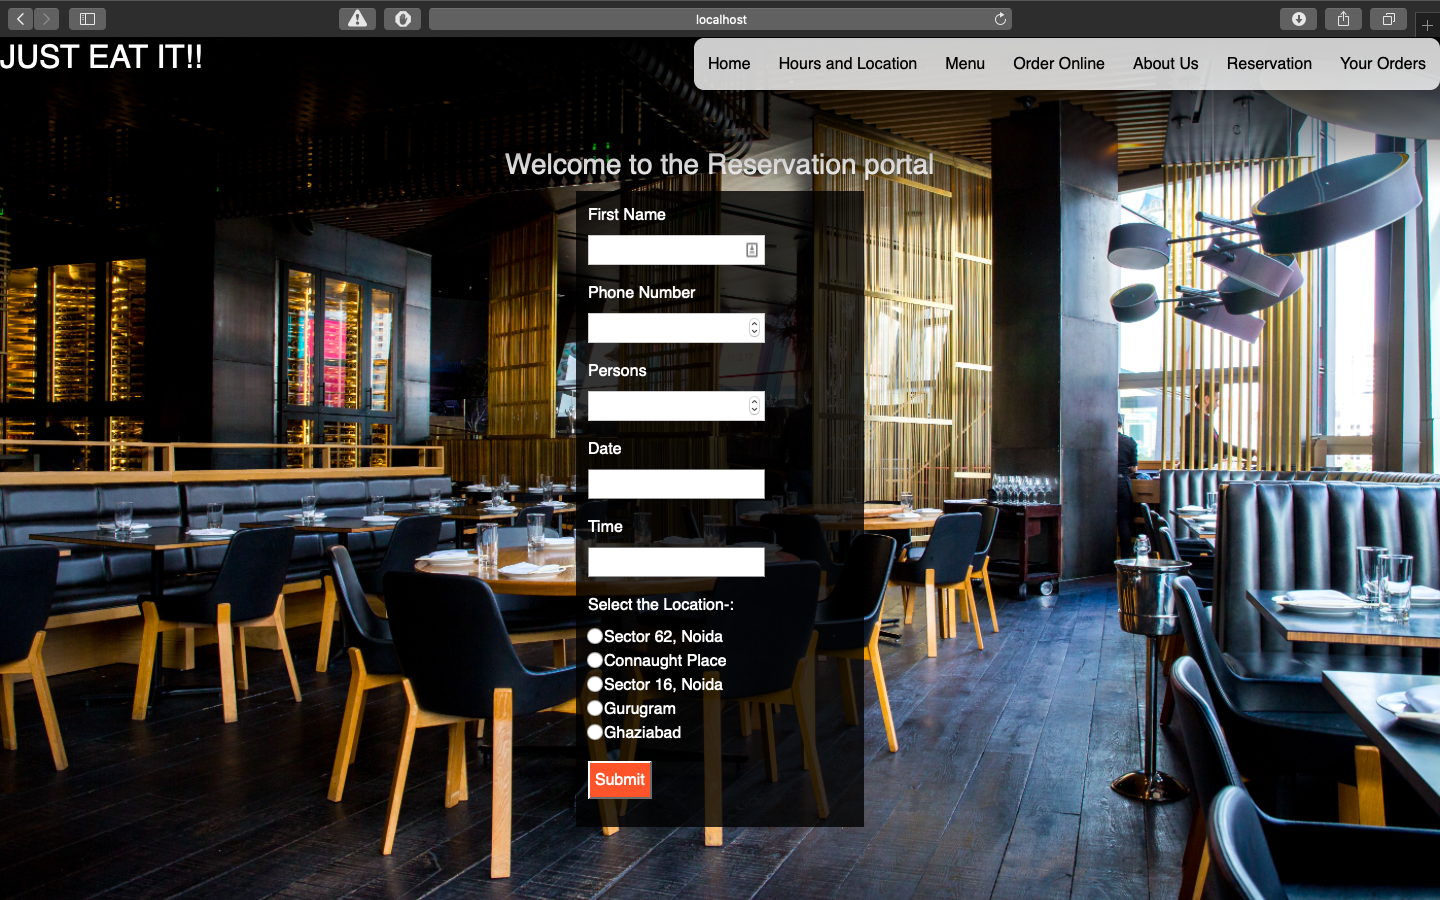 localhost
JUST EAT IT!!
Home Hours and Location Menu Order Online About Us Reservation Your Orders
Welcome to the Reservation portal
First Name
Phone Number
Persons
Date
Time
Select the Location-:
Sector 62, Noida
Connaught Place
Sector 16, Noida
Gurugram
Ghaziabad
Submit